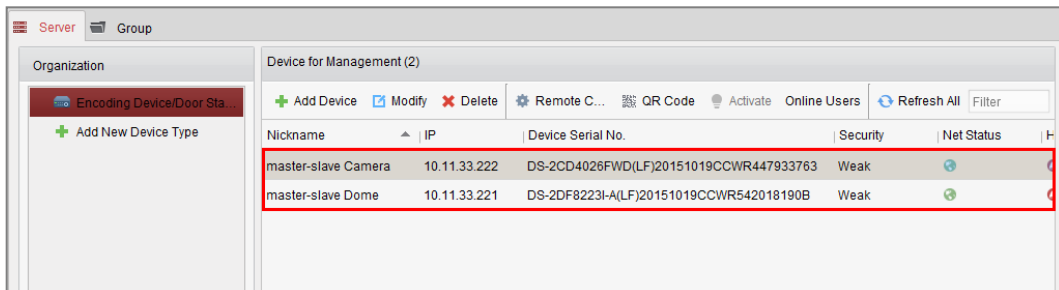 Server Group
Organization
Encoding Device/Door Sta...
Add New Device Type
Device for Management (2)
Add Device Modify Delete Remote C... QR Code Activate Online Users Refresh All Filter
Nickname IP Device Serial No. Security Net Status H
master-slave Camera 10.11.33.222 DS-2CD4026FWD(LF)20151019CCWR447933763 Weak
master-slave Dome 10.11.33.221 DS-2DF8223I-A(LF)20151019CCWR542018190B Weak